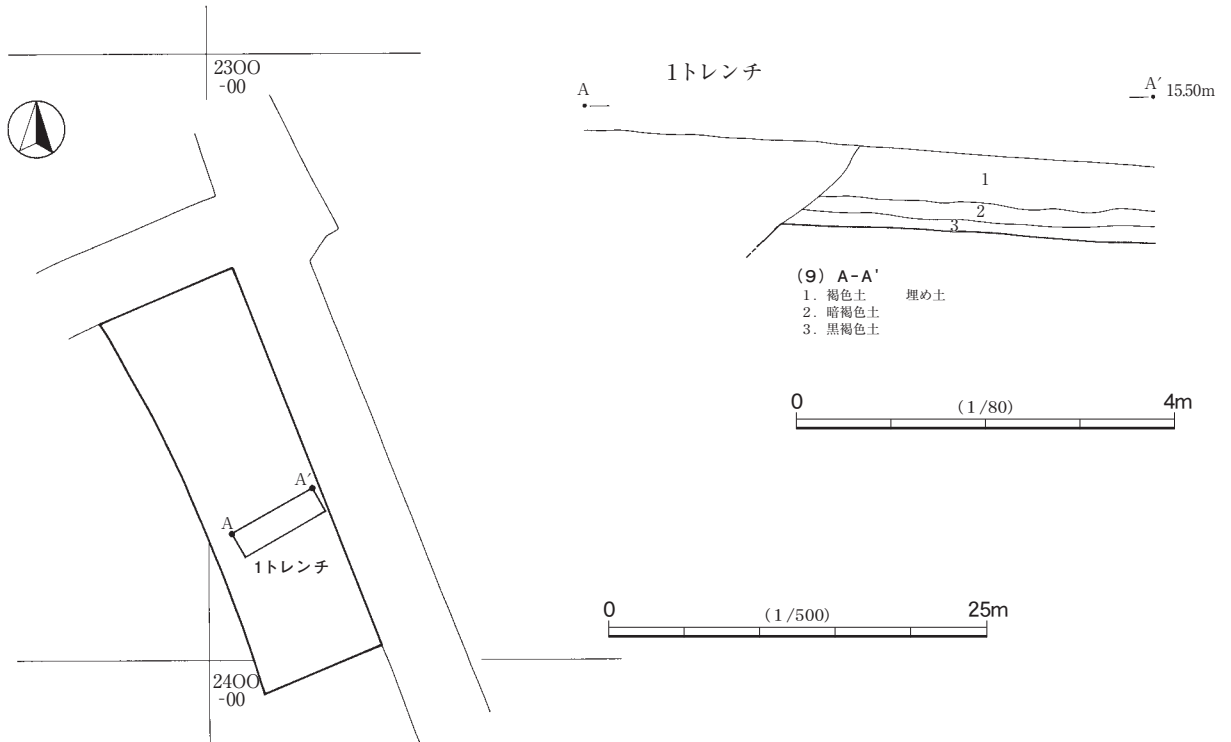 2300
-00
1トレンチ
A
A′ 15.50m
1
2
3
(9) A-A'
1. 褐色土 埋め土
2. 暗褐色土
3. 黒褐色土
0 (1/80) 4m
A′
A
1トレンチ
0 (1/500) 25m
2400
-00